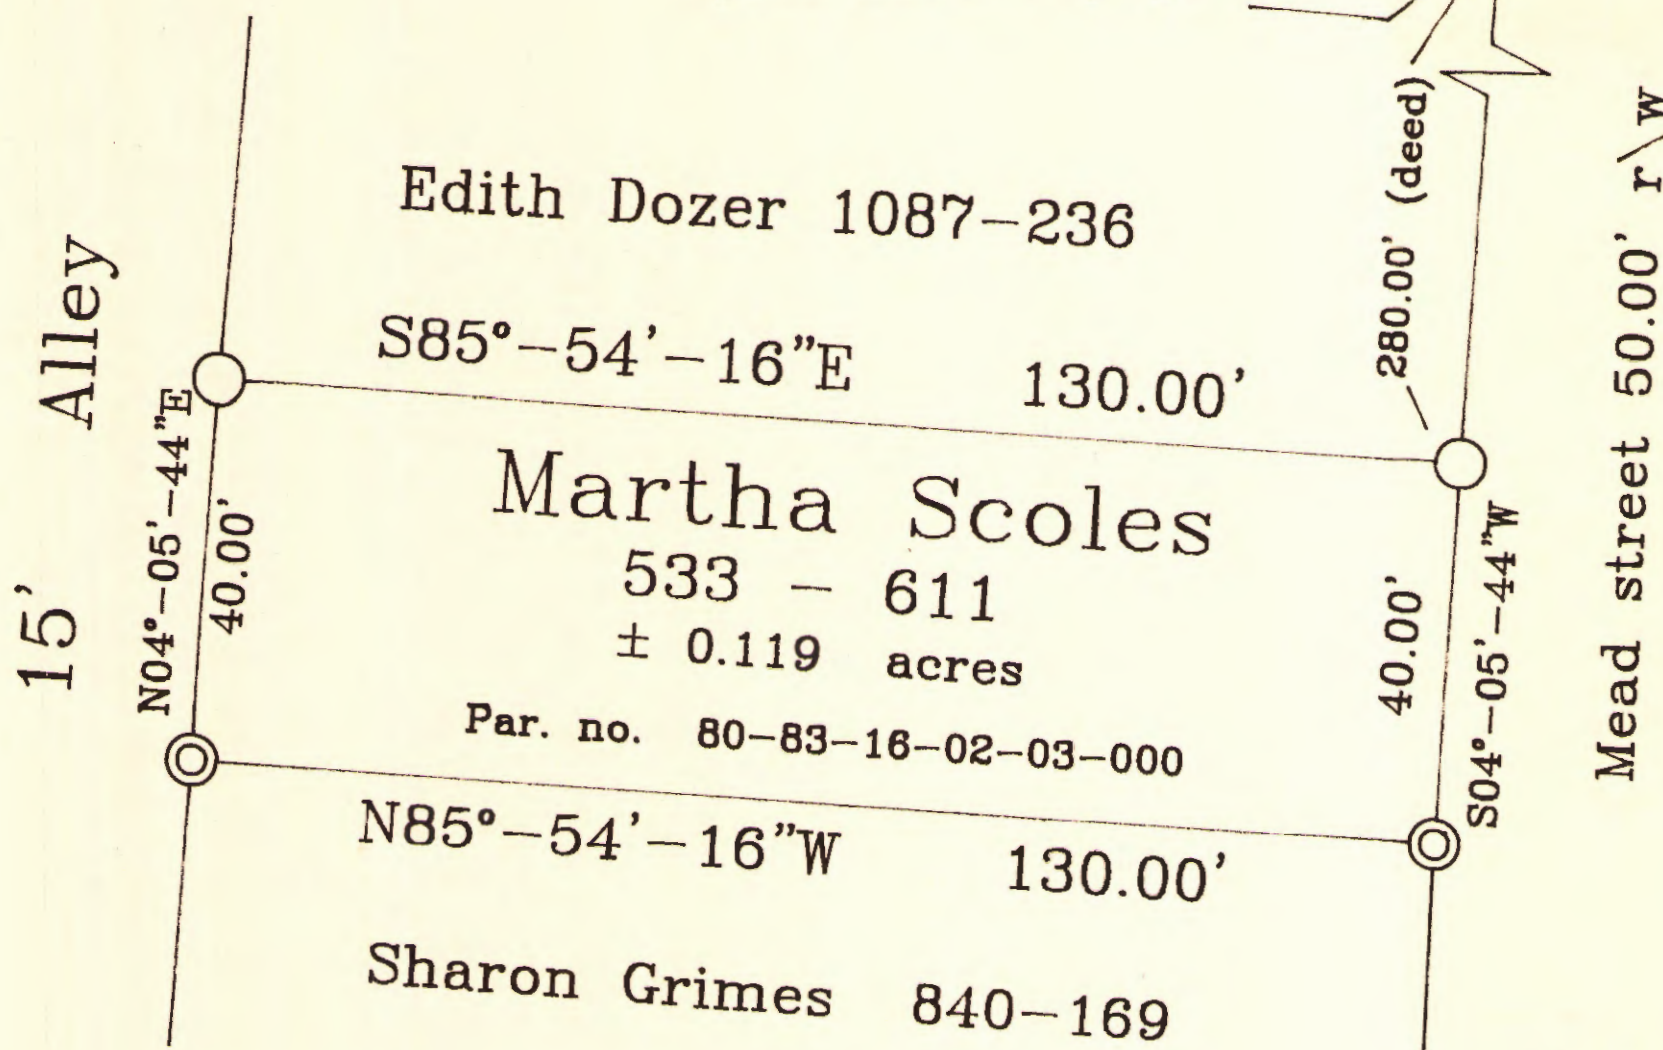 Edith Dozer 1087-236
280.00' (deed)
S85°-54'-16"E 130.00'
15' Alley
N04°-05'-44"E
40.00'
Martha Scoles
533 - 611
± 0.119 acres
Par. no. 80-83-16-02-03-000
40.00'
S04°-05'-44"W
Mead street 50.00' r\w
N85°-54'-16"W 130.00'
Sharon Grimes 840-169